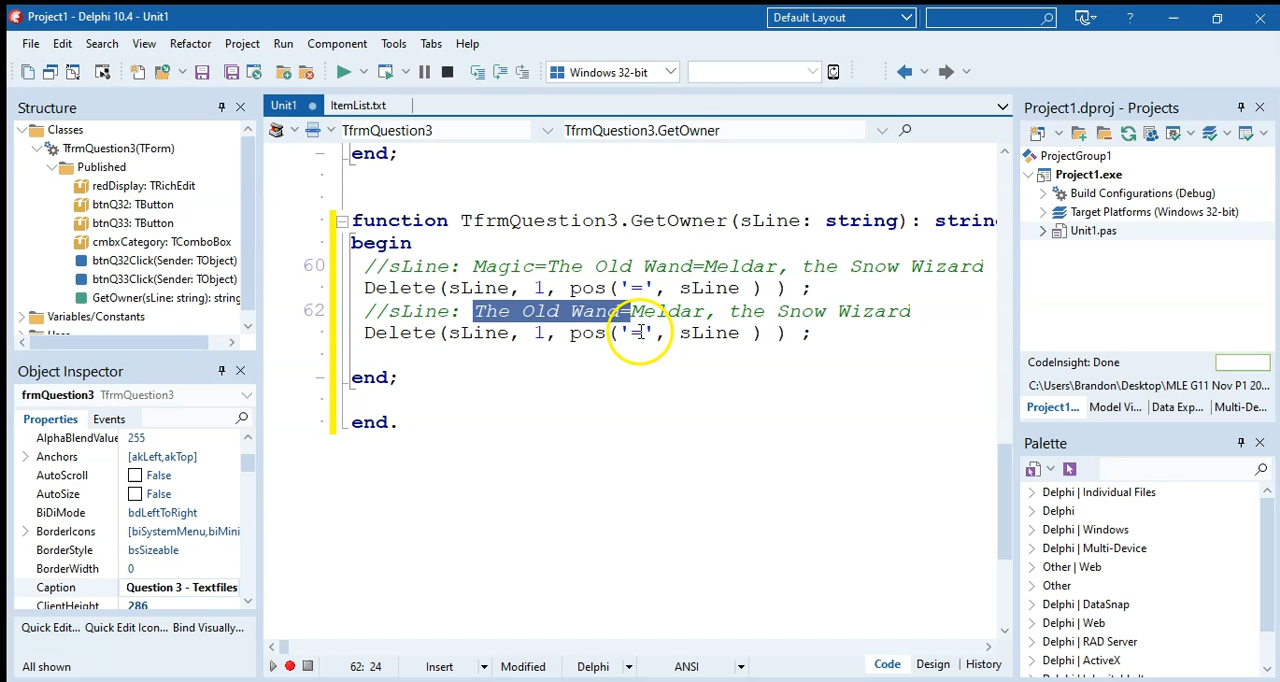 Project1 - Delphi 10.4 - Unit1
Default Layout
?
File Edit Search View Refactor Project Run Component Tools Tabs Help
Windows 32-bit
Structure
Classes
TfrmQuestion3(TForm)
Published
redDisplay: TRichEdit
btnQ32: TButton
btnQ33: TButton
cmbxCategory: TComboBox
btnQ32Click(Sender: TObject)
btnQ33Click(Sender: TObject)
GetOwner(sLine: string): string
Variables/Constants
Object Inspector
frmQuestion3 TfrmQuestion3
Properties Events
AlphaBlendValue 255
Anchors [akLeft,akTop]
AutoScroll False
AutoSize False
BiDiMode bdLeftToRight
BorderIcons [biSystemMenu,biMini
BorderStyle bsSizeable
BorderWidth 0
Caption Question 3 - Textfiles
ClientHeight 286
Quick Edit... Quick Edit Icon... Bind Visually...
All shown
Unit1 ItemList.txt
TfrmQuestion3 TfrmQuestion3.GetOwner
end;
function TfrmQuestion3.GetOwner(sLine: string): string
begin
60 //sLine: Magic=The Old Wand=Meldar, the Snow Wizard
Delete(sLine, 1, pos('=', sLine ) ) ;
62 //sLine: The Old Wand=Meldar, the Snow Wizard
Delete(sLine, 1, pos('=', sLine ) ) ;
end;
end.
62: 24 Insert Modified Delphi ANSI Code Design History
Project1.dproj - Projects
ProjectGroup1
Project1.exe
Build Configurations (Debug)
Target Platforms (Windows 32-bit)
Unit1.pas
CodeInsight: Done
C:\Users\Brandon\Desktop\MLE G11 Nov P1 20...
Project1... Model Vi... Data Exp... Multi-De...
Palette
Delphi | Individual Files
Delphi
Delphi | Windows
Delphi | Multi-Device
Other | Web
Other
Delphi | DataSnap
Delphi | Web
Delphi | RAD Server
Delphi | ActiveX